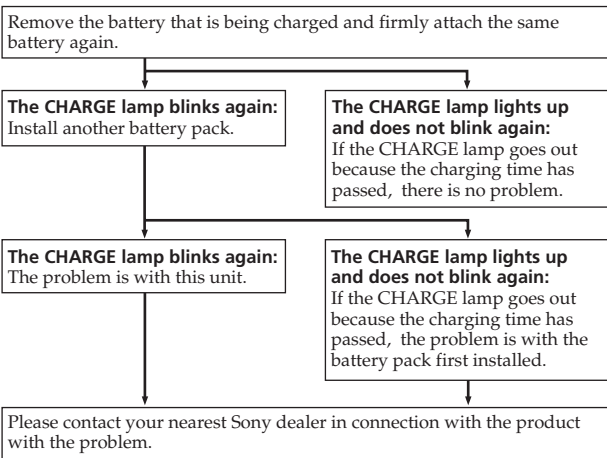 Remove the battery that is being charged and firmly attach the same
battery again.
The CHARGE lamp blinks again:
Install another battery pack.
The CHARGE lamp lights up
and does not blink again:
If the CHARGE lamp goes out
because the charging time has
passed, there is no problem.
The CHARGE lamp blinks again:
The problem is with this unit.
The CHARGE lamp lights up
and does not blink again:
If the CHARGE lamp goes out
because the charging time has
passed, the problem is with the
battery pack first installed.
Please contact your nearest Sony dealer in connection with the product
with the problem.